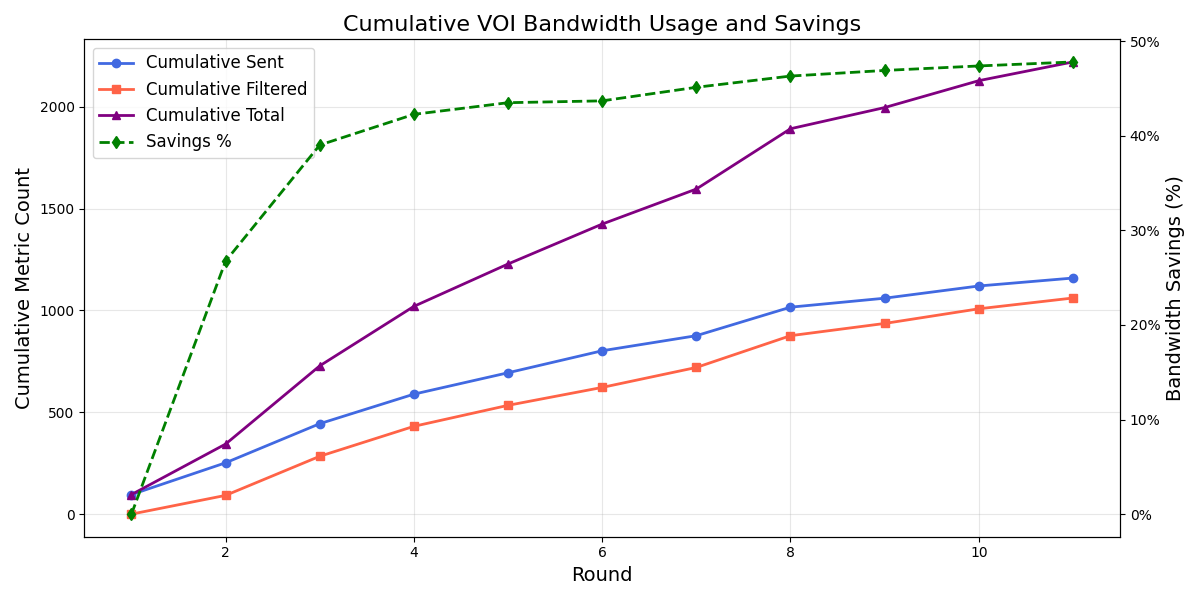 Cumulative VOI Bandwidth Usage and Savings
Cumulative Sent
Cumulative Filtered
Cumulative Total
Savings %
Cumulative Metric Count
2000
1500
1000
500
0
50%
40%
30%
20%
10%
0%
Bandwidth Savings (%)
2 4 6 8 10
Round